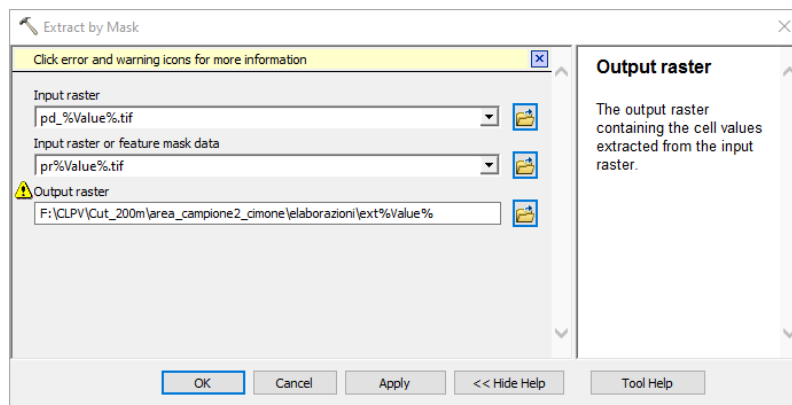 Extract by Mask
Click error and warning icons for more information
Input raster
pd_%Value%.tif
Input raster or feature mask data
pr%Value%.tif
Output raster
F:\CLPV\Cut_200m\area_campione2_cimone\elaborazioni\ext%Value%
OK
Cancel
Apply
<< Hide Help
Output raster
The output raster
containing the cell values
extracted from the input
raster.
Tool Help